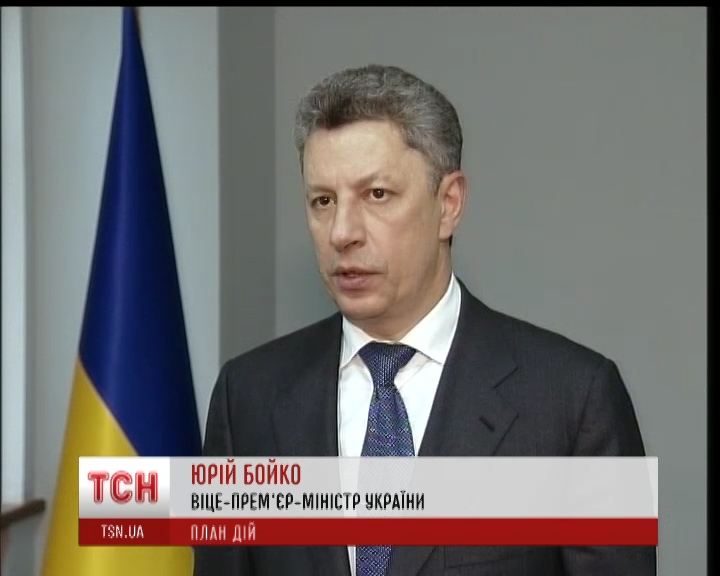 ТСН
TSN.UA
ЮРІЙ БОЙКО
ВІЦЕ-ПРЕМ'ЄР-МІНІСТР УКРАЇНИ
ПЛАН ДІЙ